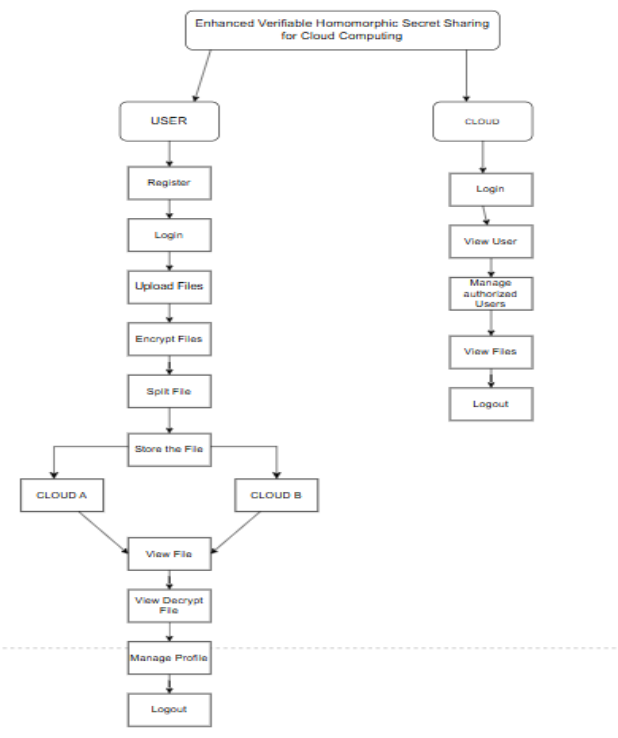 Enhanced Verifiable Homomorphic Secret Sharing
for Cloud Computing
USER
CLOUD
Register
Login
Login
View User
Upload Files
Manage
authorized
Users
Encrypt Files
View Files
Split File
Logout
Store the File
CLOUD A
CLOUD B
View File
View Decrypt
File
Manage Profile
Logout